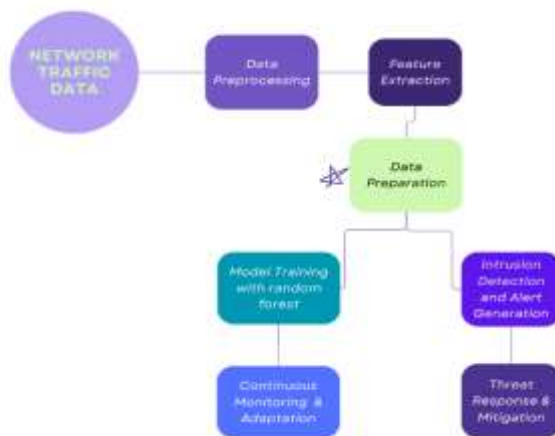 NETWORK
TRAFFIC
DATA
Data
Preprocessing
Feature
Extraction
Data
Preparation
Model Training
with random
forest
Intrusion
Detection
and Alert
Generation
Continuous
Monitoring & 
Adaptation
Threat
Response &
Mitigation